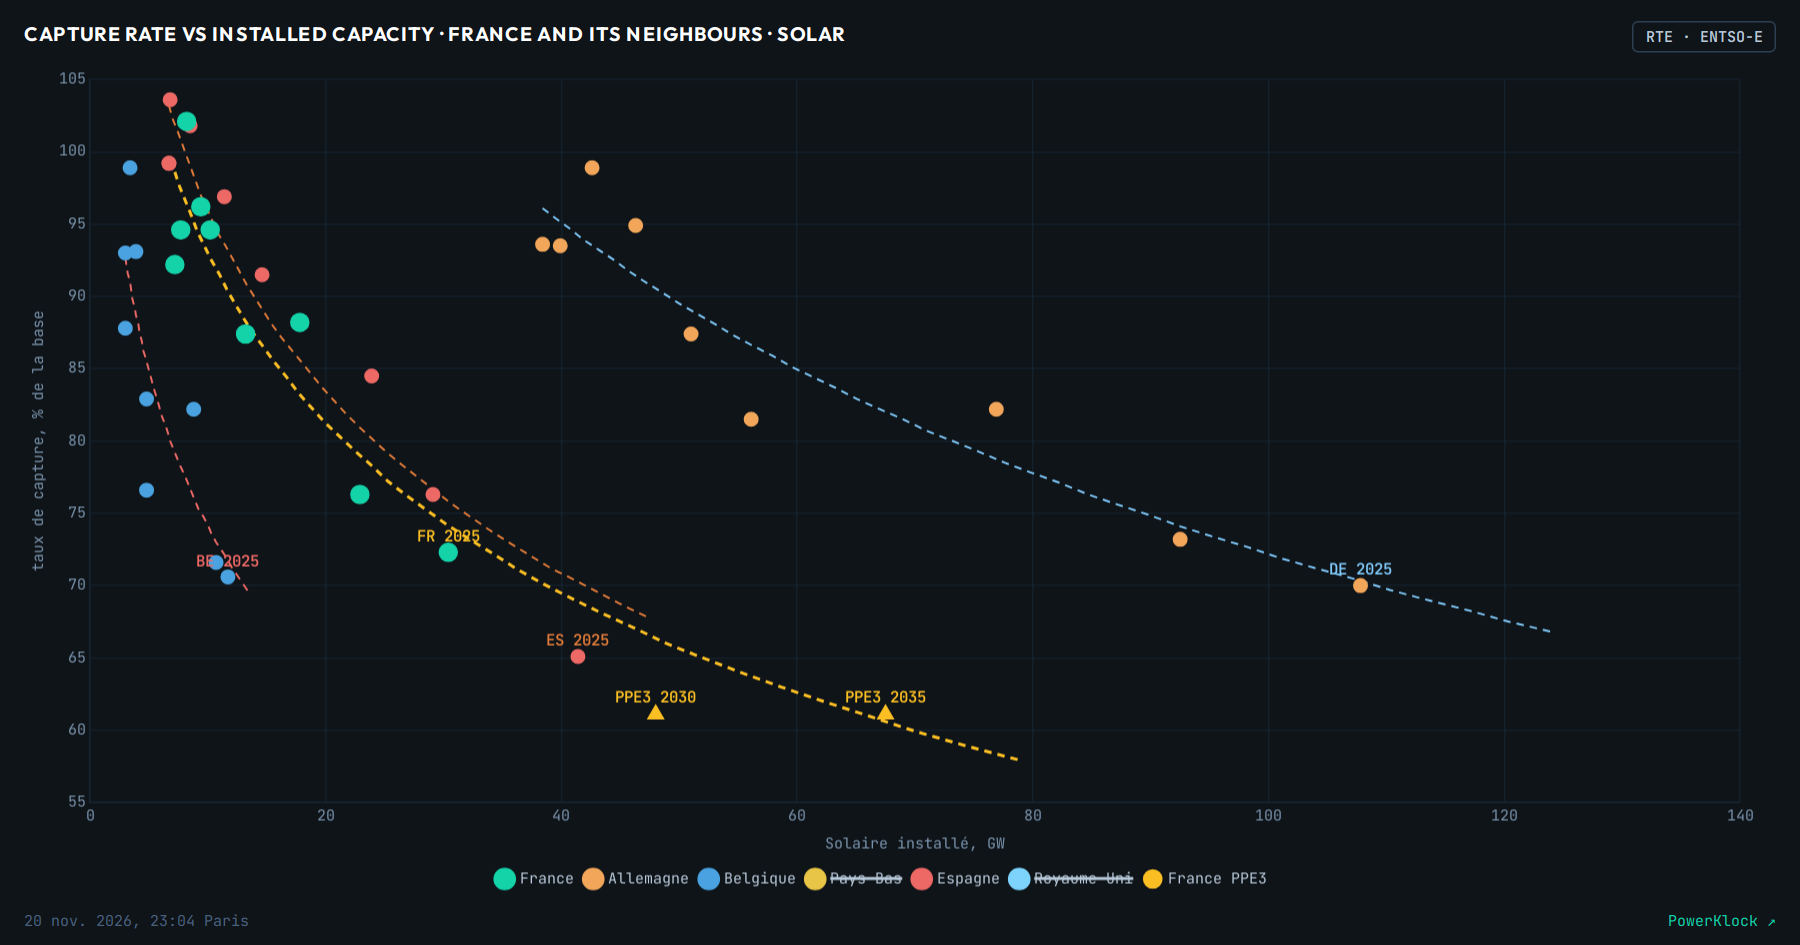 CAPTURE RATE VS INSTALLED CAPACITY · FRANCE AND ITS NEIGHBOURS · SOLAR
RTE · ENTSO-E
105
100
95
90
85
80
75
70
65
60
55
taux de capture, % de la base
FR 2025
BE 2025
DE 2025
ES 2025
PPE3 2030
PPE3 2035
0 20 40 60 80 100 120 140
Solaire installé, GW
France Allemagne Belgique Pays-Bas Espagne Royaume-Uni France PPE3
20 nov. 2026, 23:04 Paris
PowerKlock ↗